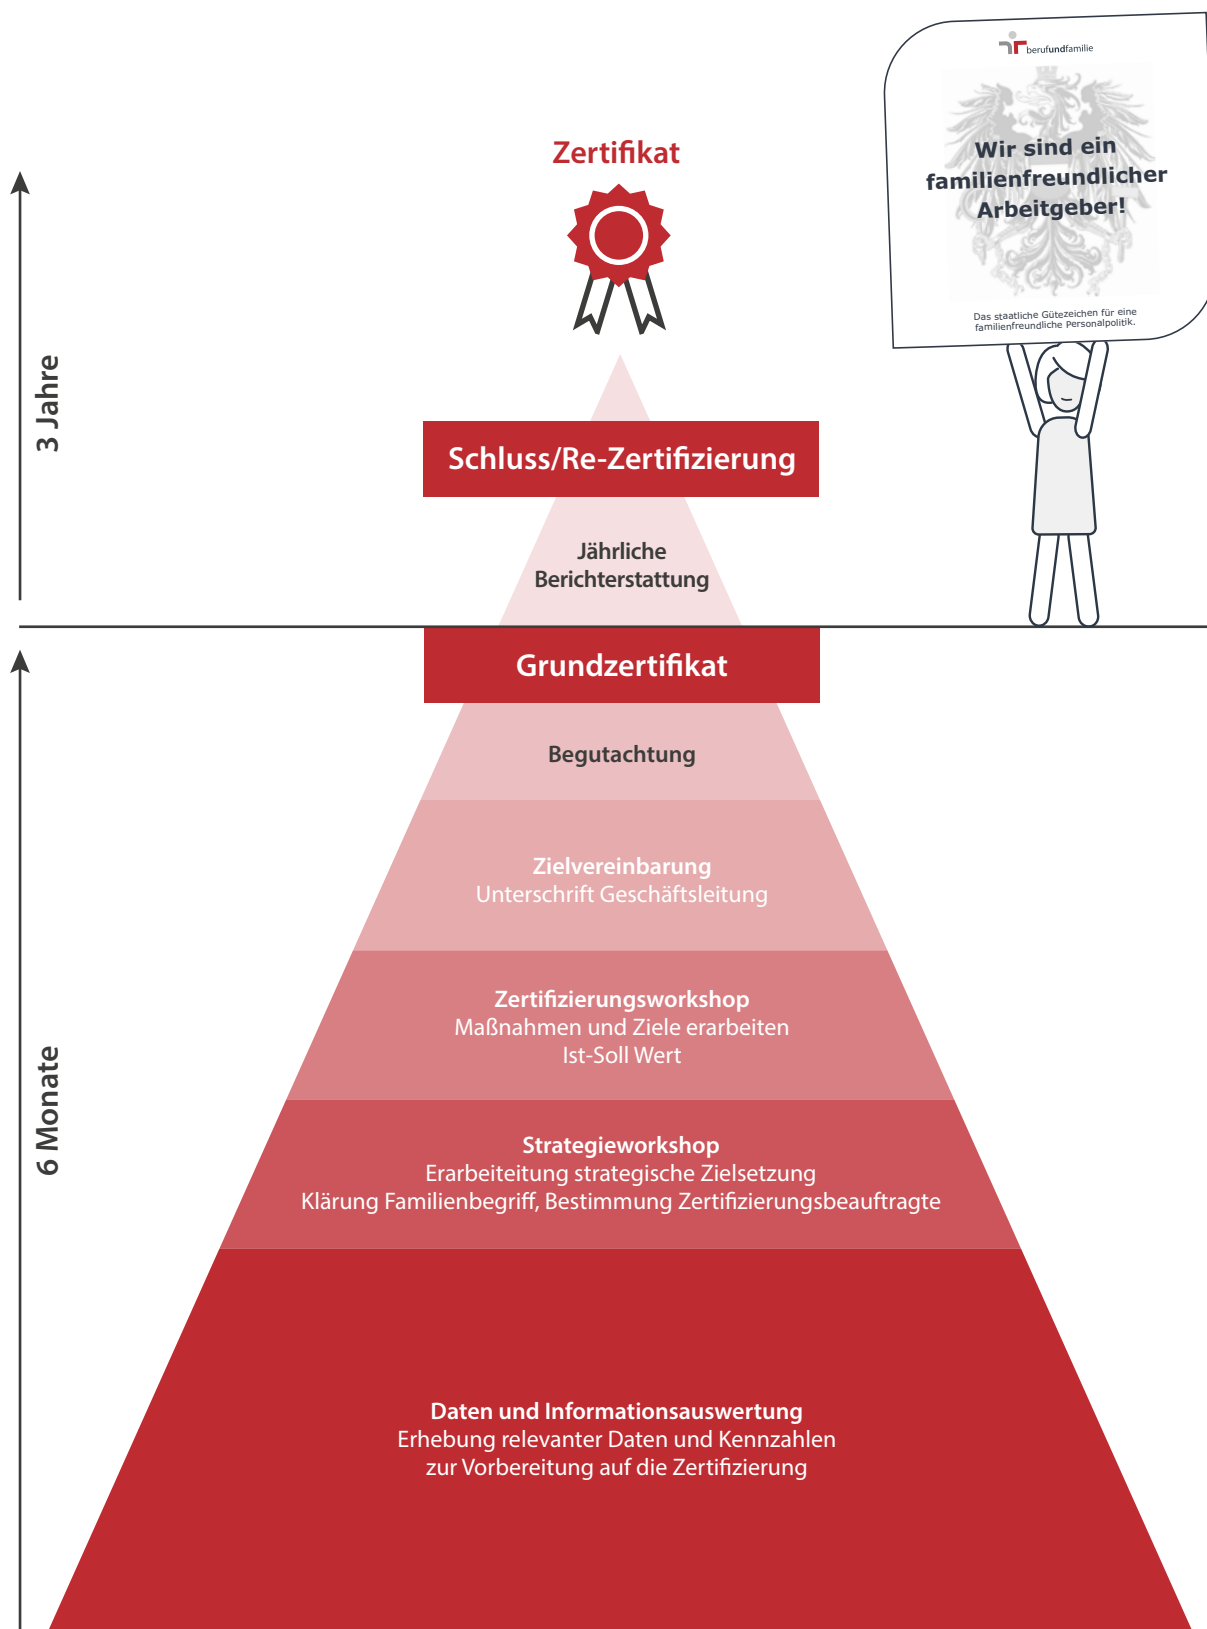 berufundfamilie
Wir sind ein
familienfreundlicher
Arbeitgeber!
Das staatliche Gütezeichen für eine
familienfreundliche Personalpolitik.
Zertifikat
3 Jahre
Schluss/Re-Zertifizierung
Jährliche
Berichterstattung
Grundzertifikat
Begutachtung
Zielvereinbarung
Unterschrift Geschäftsleitung
Zertifizierungsworkshop
Maßnahmen und Ziele erarbeiten
Ist-Soll Wert
6 Monate
Strategieworkshop
Erarbeiteitung strategische Zielsetzung
Klärung Familienbegriff, Bestimmung Zertifizierungsbeauftragte
Daten und Informationsauswertung
Erhebung relevanter Daten und Kennzahlen
zur Vorbereitung auf die Zertifizierung